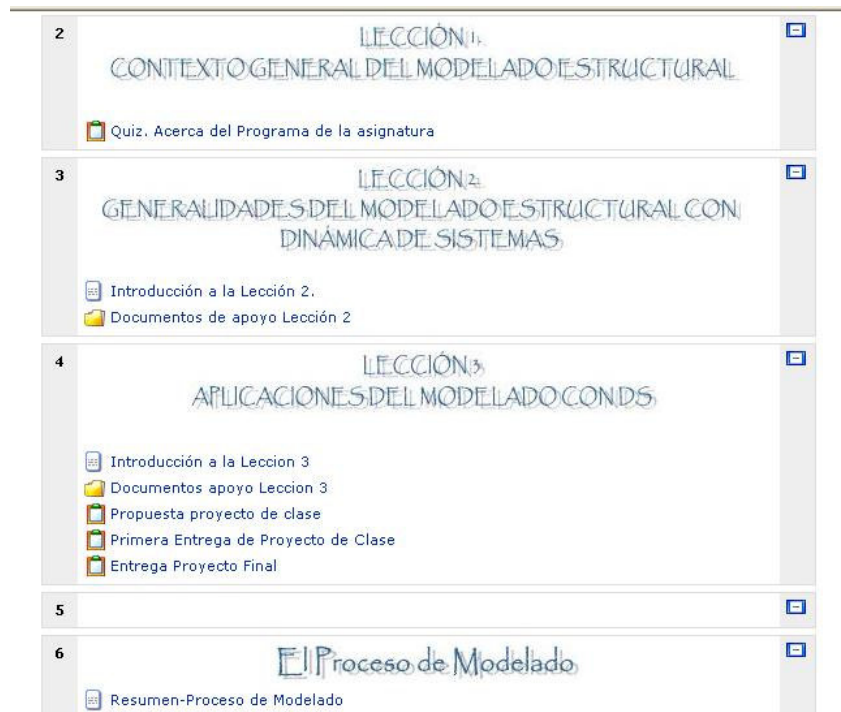 2
LECCIÓN 1:
CONTEXTO GENERAL DEL MODELADO ESTRUCTURAL
Quiz. Acerca del Programa de la asignatura
3
LECCIÓN 2:
GENERALIDADES DEL MODELADO ESTRUCTURAL CON
DINÁMICA DE SISTEMAS
Introducción a la Lección 2.
Documentos de apoyo Lección 2
4
LECCIÓN 3:
APLICACIONES DEL MODELADO CON DS
Introducción a la Leccion 3
Documentos apoyo Leccion 3
Propuesta proyecto de clase
Primera Entrega de Proyecto de Clase
Entrega Proyecto Final
5
6
El Proceso de Modelado
Resumen-Proceso de Modelado